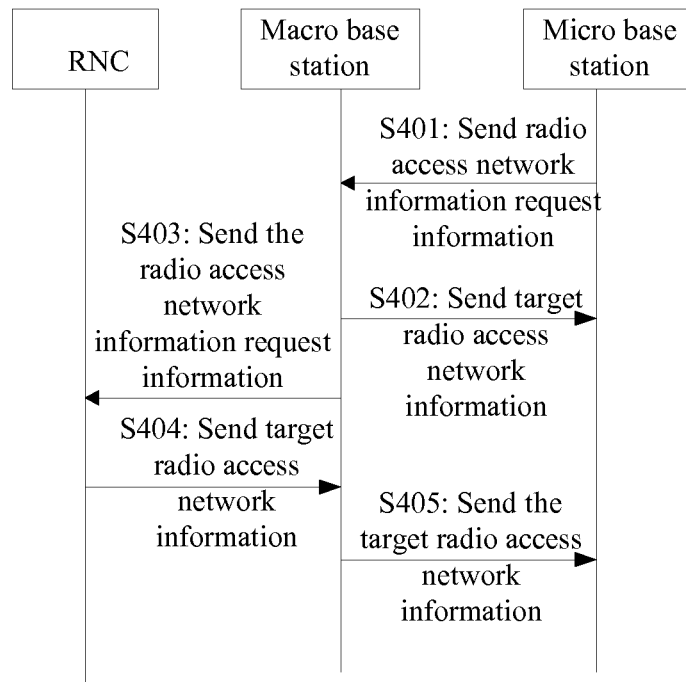 RNC
Macro base
station
Micro base
station
S401: Send radio
access network
information request
information
S403: Send the
radio access
network
information request
information
S402: Send target
radio access
network
information
S404: Send target
radio access
network
information
S405: Send the
target radio access
network
information